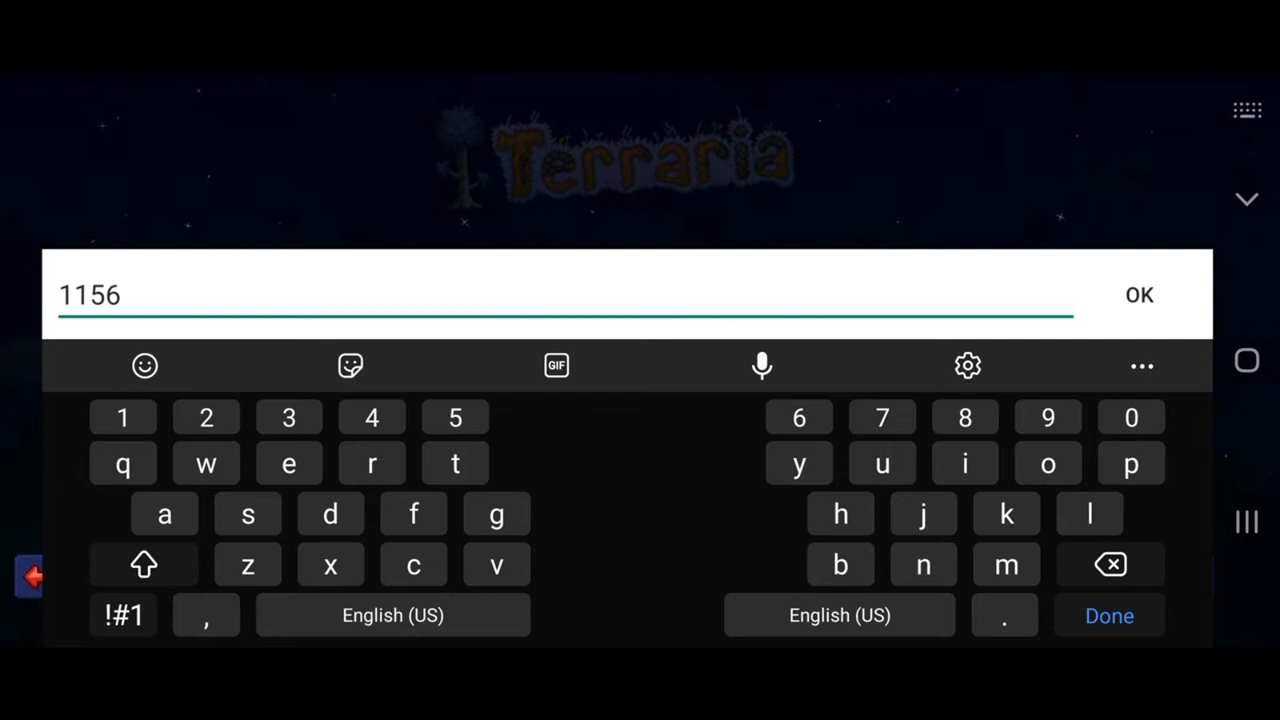 Terraria
1156
OK
GIF
1 2 3 4 5 6 7 8 9 0
q w e r t y u i o p
a s d f g h j k l
z x c v b n m
!#1 , English (US) English (US) . Done